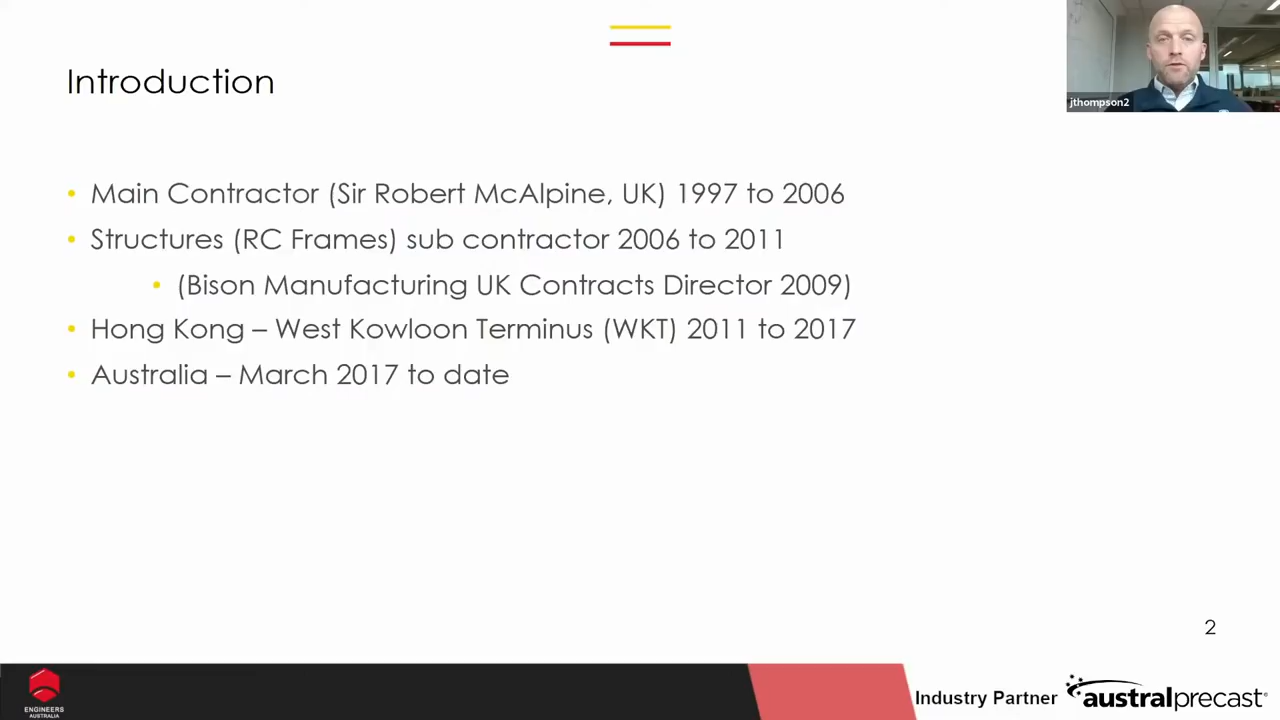 Introduction
jthompson2
• Main Contractor (Sir Robert McAlpine, UK) 1997 to 2006
• Structures (RC Frames) sub contractor 2006 to 2011
• (Bison Manufacturing UK Contracts Director 2009)
• Hong Kong – West Kowloon Terminus (WKT) 2011 to 2017
• Australia – March 2017 to date
2
ENGINEERS
AUSTRALIA
Industry Partner
australprecast®